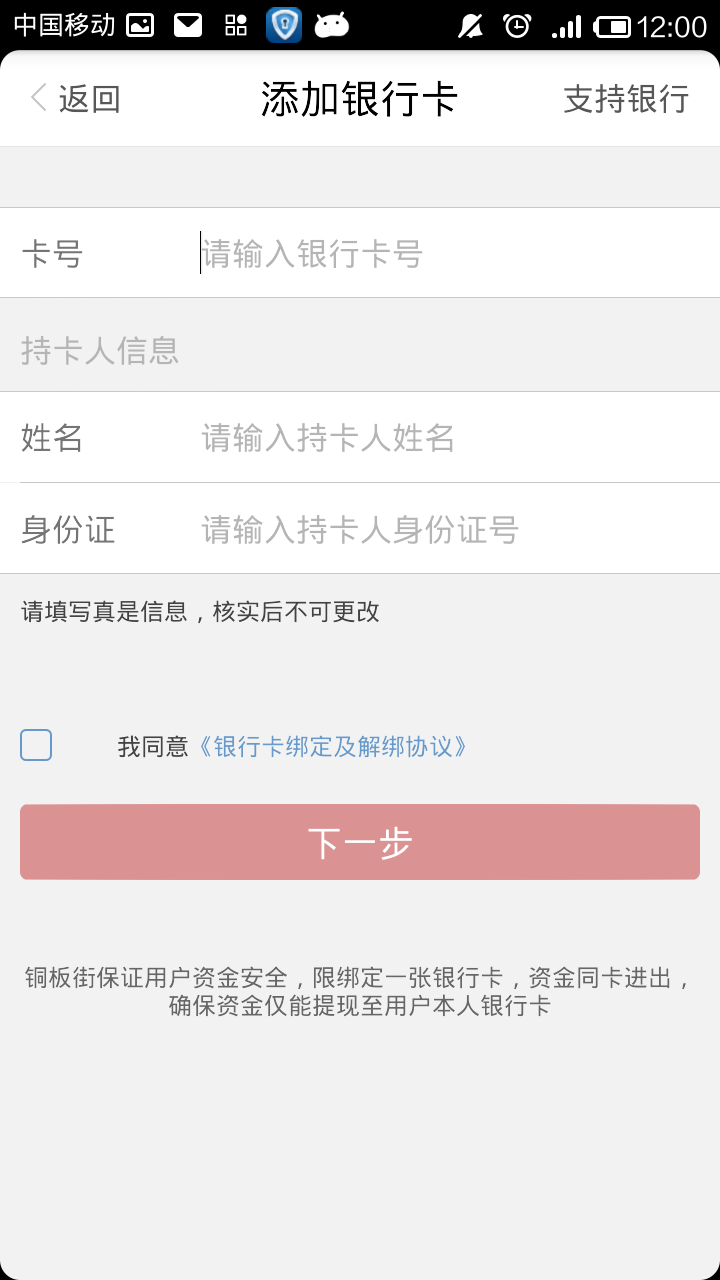 中国移动 12:00
返回 添加银行卡 支持银行
卡号 请输入银行卡号
持卡人信息
姓名 请输入持卡人姓名
身份证 请输入持卡人身份证号
请填写真是信息，核实后不可更改
我同意《银行卡绑定及解绑协议》
下一步
铜板街保证用户资金安全，限绑定一张银行卡，资金同卡进出，
确保资金仅能提现至用户本人银行卡